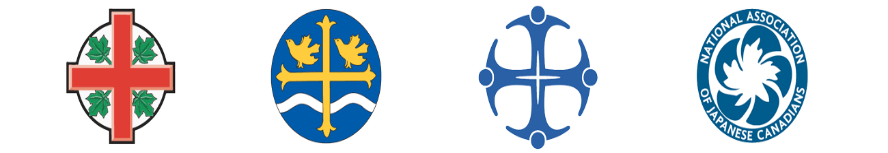 NATIONAL ASSOCIATION
OF JAPANESE CANADIANS